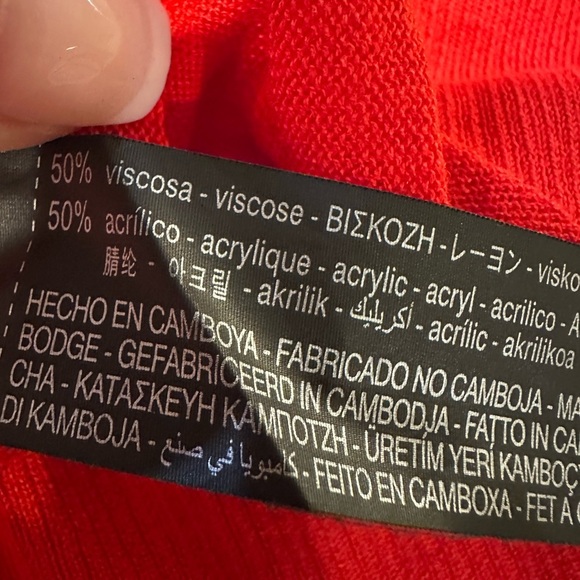 50% viscosa - viscose - ΒΙΣΚΟΖΗ - レーヨン - visko
50% acrílico - acrylique - acrylic - acryl - acrilico - A
腈纶 - 아크릴 - akrilik - أكريليك - acrílic - akrilikoa
HECHO EN CAMBOYA - FABRICADO NO CAMBOJA - MA
BODGE - GEFABRICEERD IN CAMBODJA - FATTO IN CA
CHA - ΚΑΤΑΣΚΕΥΗ ΚΑΜΠΟΤΖΗ - ÜRETİM YERİ KAMBOÇ
DI KAMBOJA - كامبويا في صنع - FEITO EN CAMBOXA - FET A